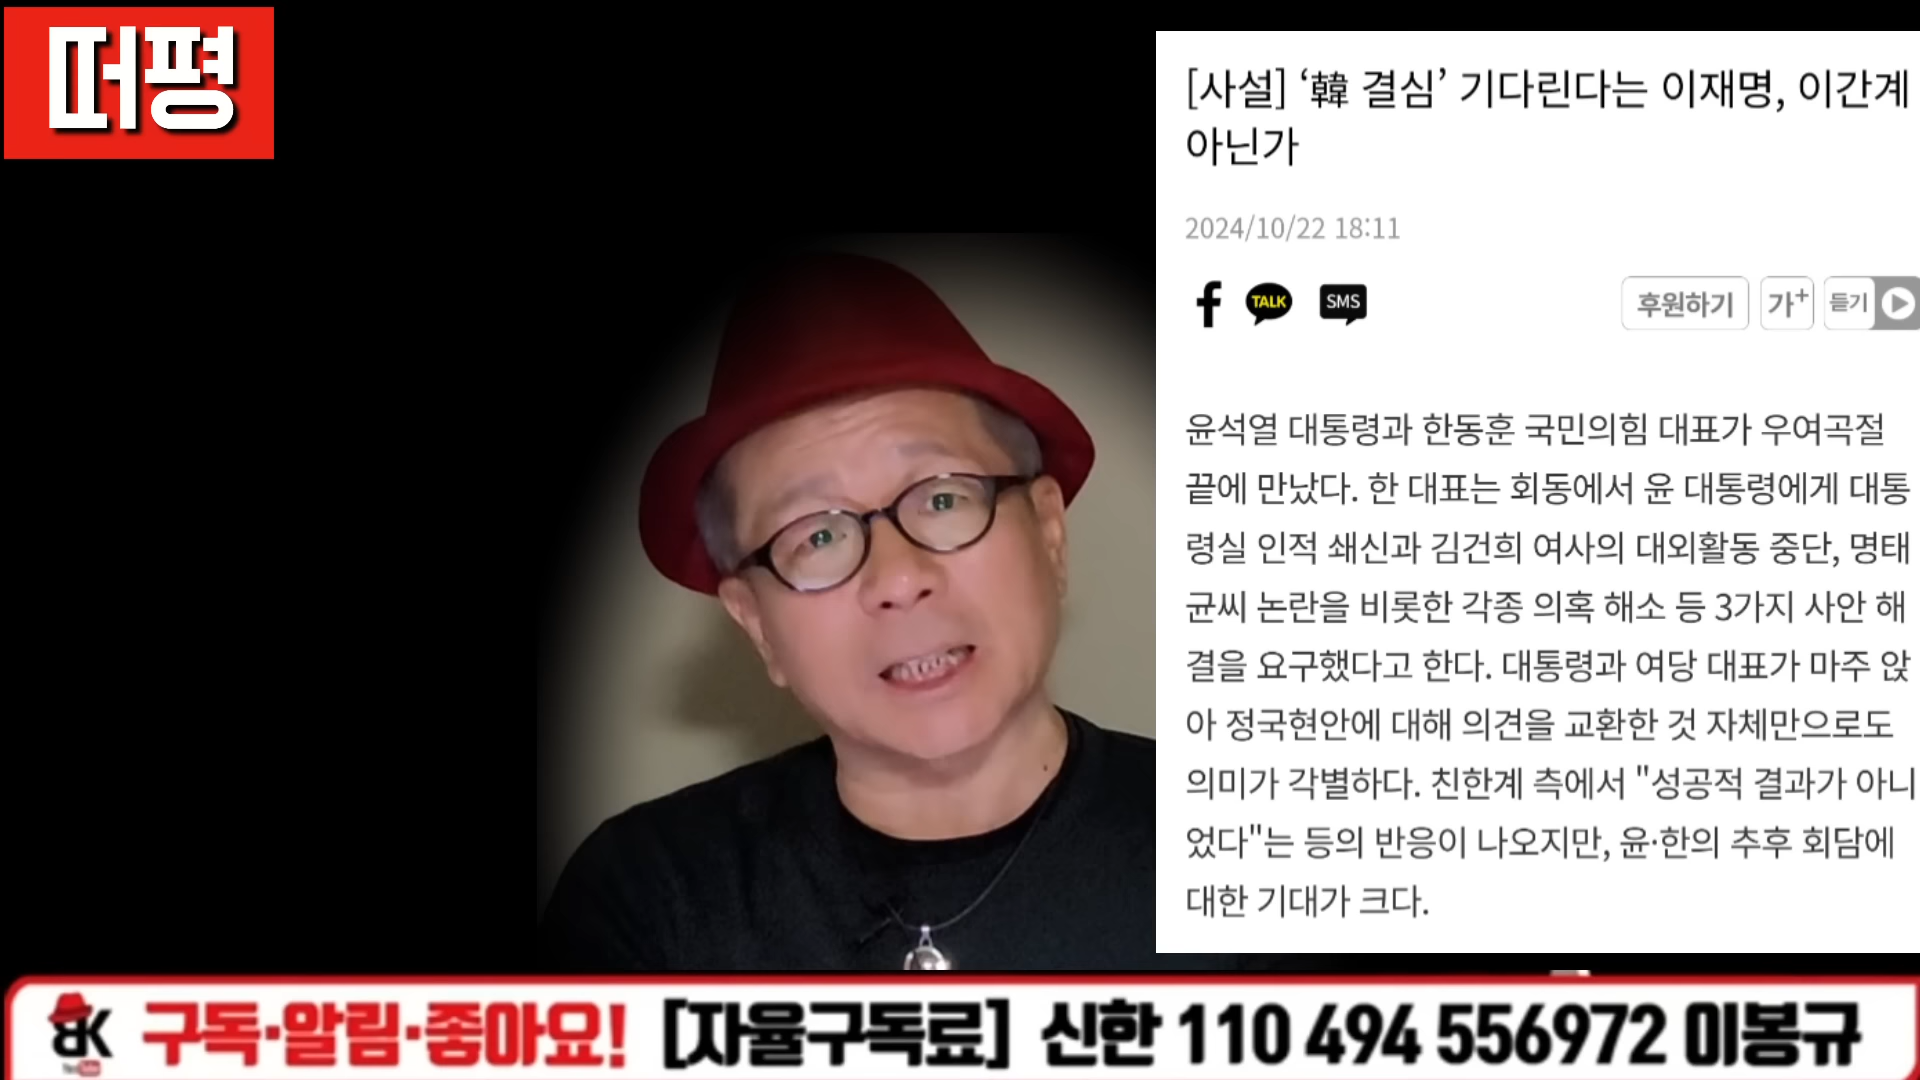 떠평
[사설] ‘韓 결심’ 기다린다는 이재명, 이간계
아닌가
2024/10/22 18:11
TALK
SMS
후원하기
가+
듣기
윤석열 대통령과 한동훈 국민의힘 대표가 우여곡절
끝에 만났다. 한 대표는 회동에서 윤 대통령에게 대통
령실 인적 쇄신과 김건희 여사의 대외활동 중단, 명태
균씨 논란을 비롯한 각종 의혹 해소 등 3가지 사안 해
결을 요구했다고 한다. 대통령과 여당 대표가 마주 앉
아 정국현안에 대해 의견을 교환한 것 자체만으로도
의미가 각별하다. 친한계 측에서 "성공적 결과가 아니
었다"는 등의 반응이 나오지만, 윤·한의 추후 회담에
대한 기대가 크다.
BK
YouTube
구독·알림·좋아요! [자율구독료] 신한 110 494 556972 이봉규